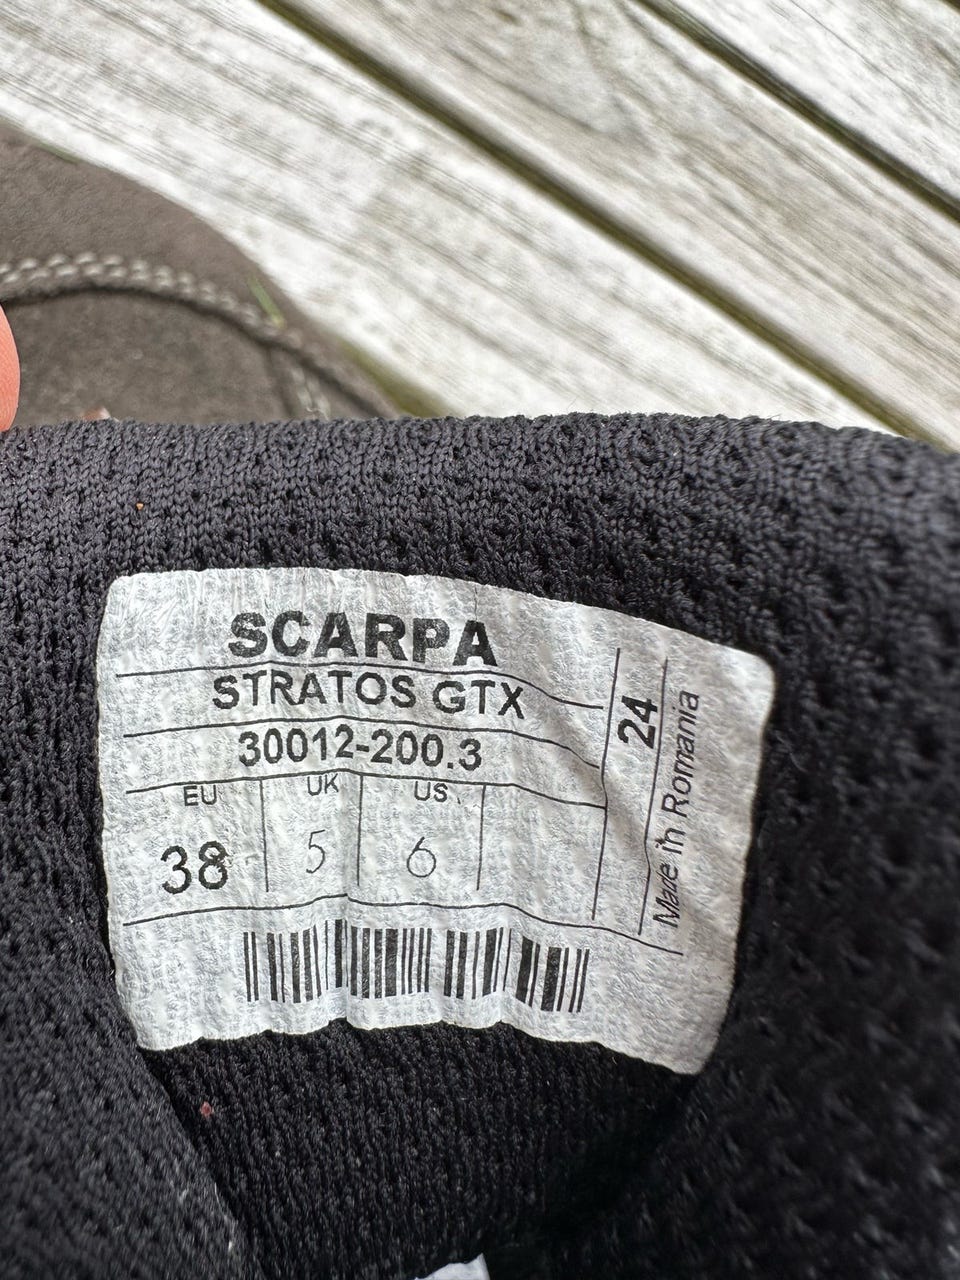 SCARPA
STRATOS GTX
30012-200.3
EU UK US
38 5 6
24
Made in Romania